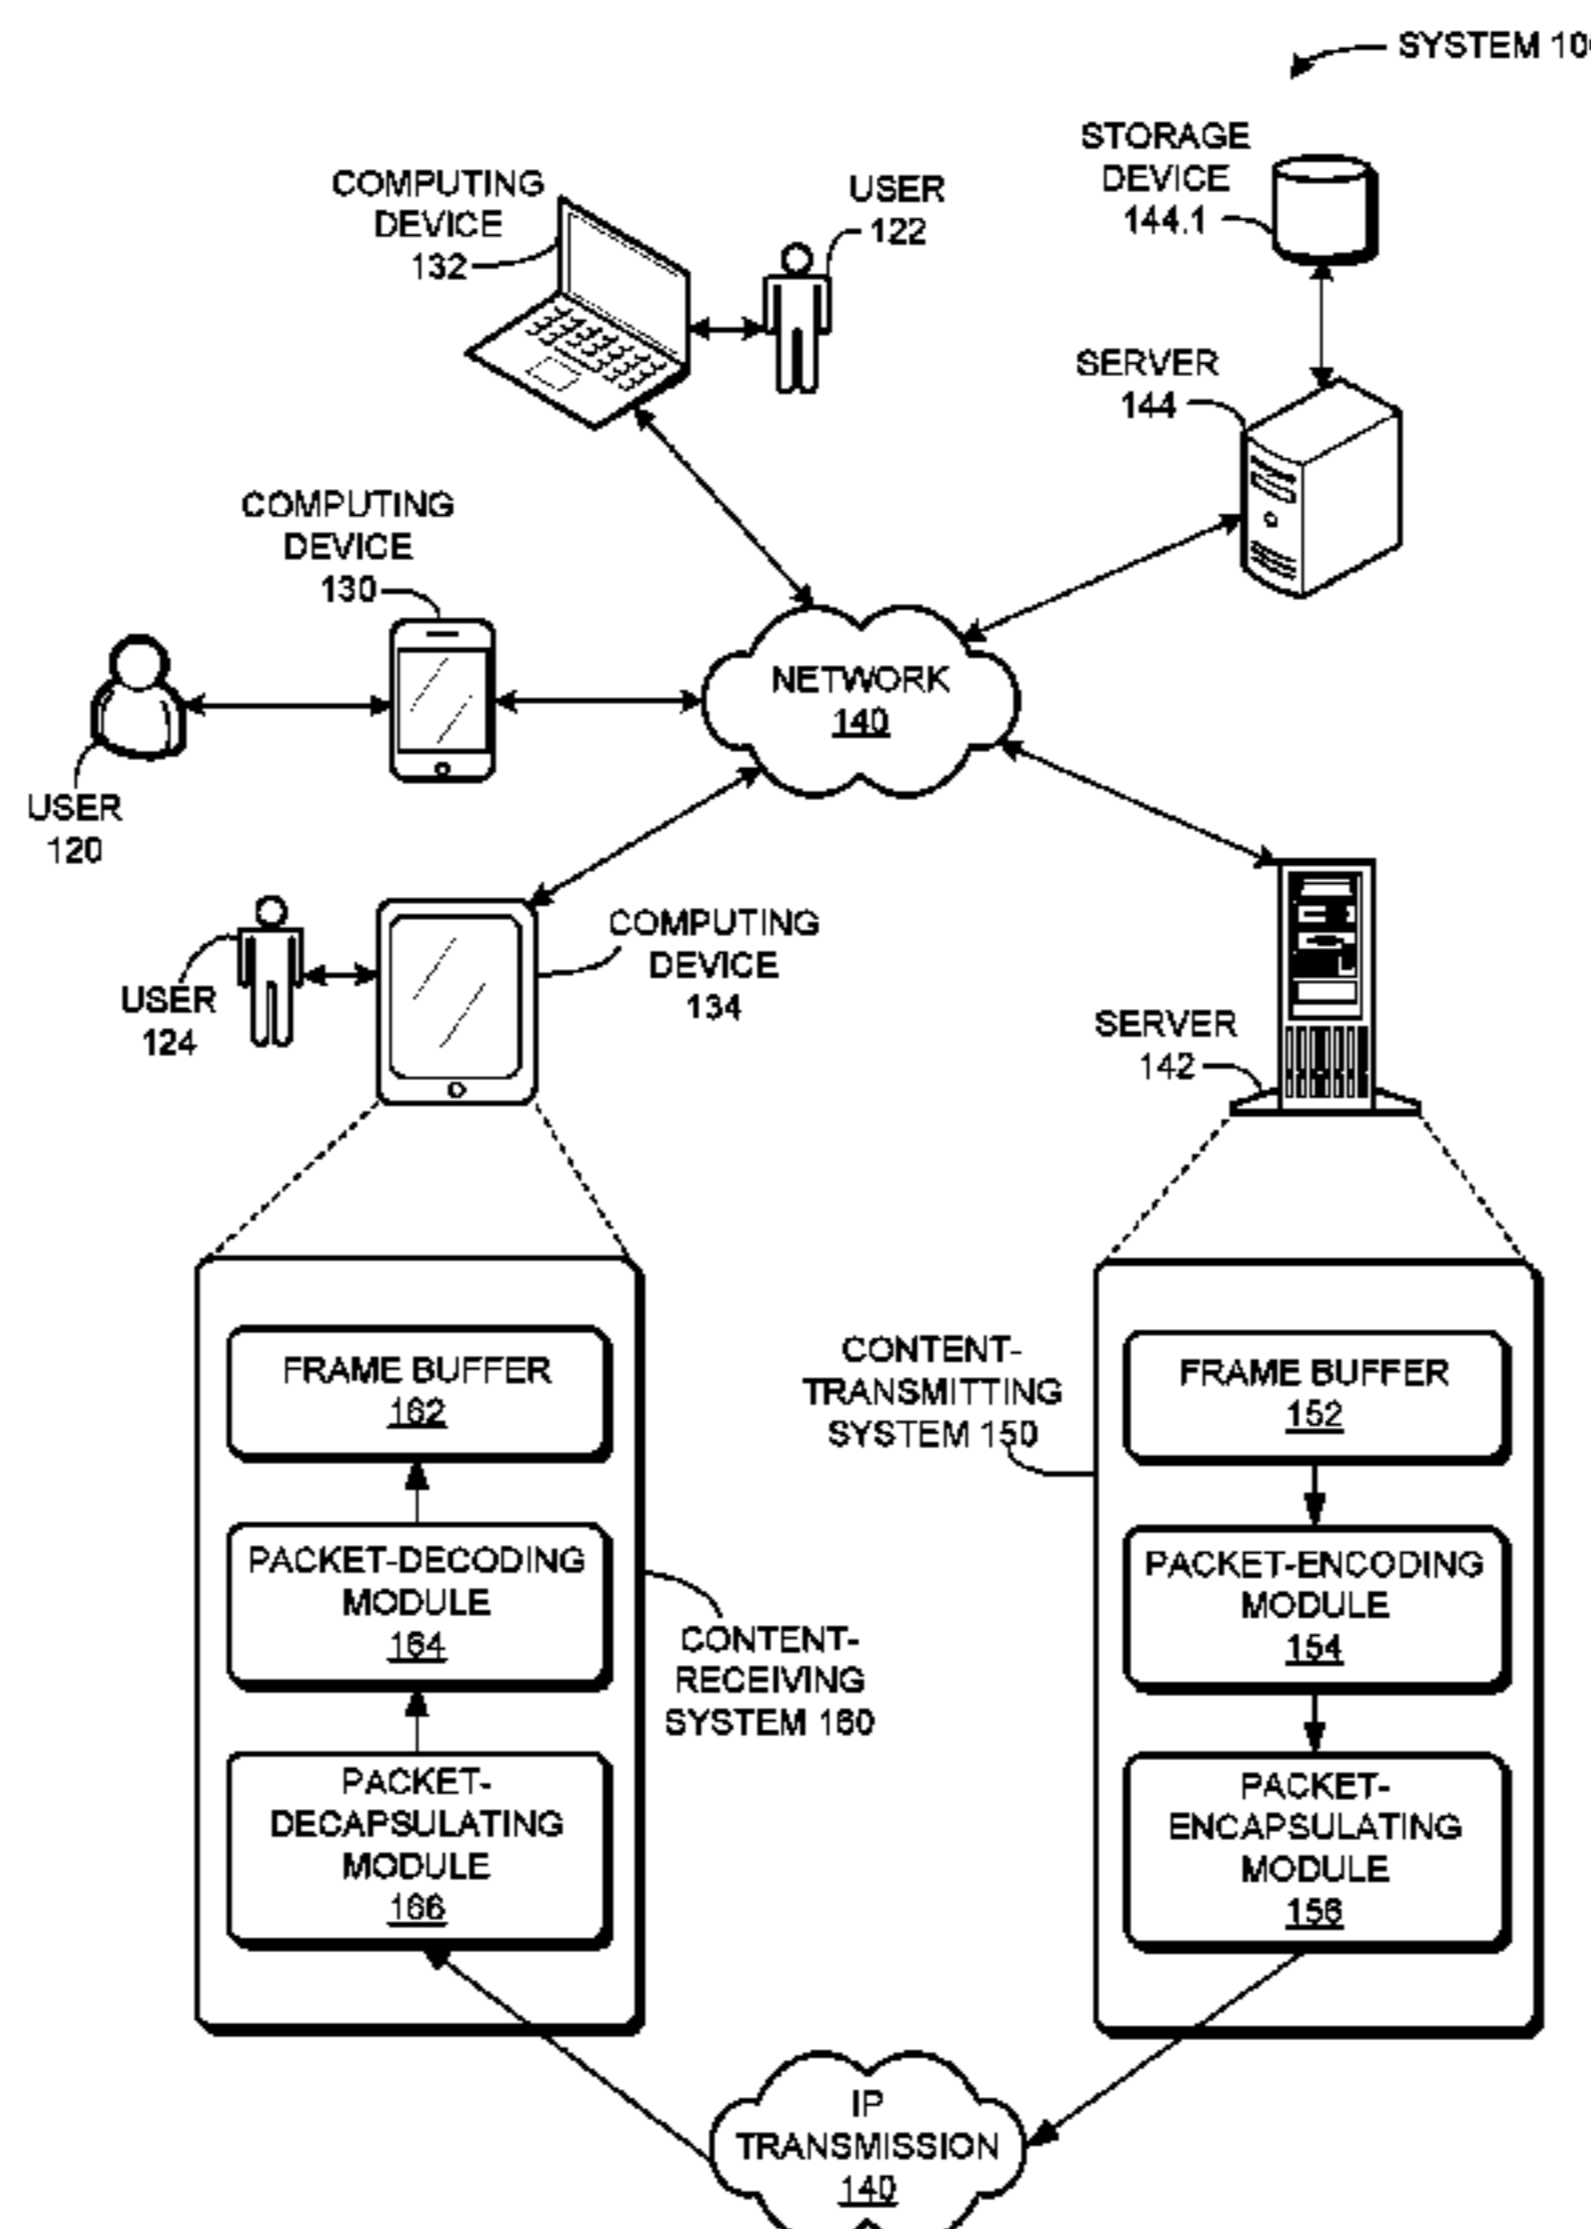 SYSTEM 10
STORAGE
DEVICE
144.1
COMPUTING
DEVICE
132
USER
122
SERVER
144
COMPUTING
DEVICE
130
NETWORK
140
USER
120
COMPUTING
DEVICE
134
USER
124
SERVER
142
FRAME BUFFER
162
CONTENT-
TRANSMITTING
SYSTEM 150
FRAME BUFFER
152
PACKET-DECODING
MODULE
164
CONTENT-
RECEIVING
SYSTEM 160
PACKET-ENCODING
MODULE
154
PACKET-
DECAPSULATING
MODULE
166
PACKET-
ENCAPSULATING
MODULE
156
IP
TRANSMISSION
140